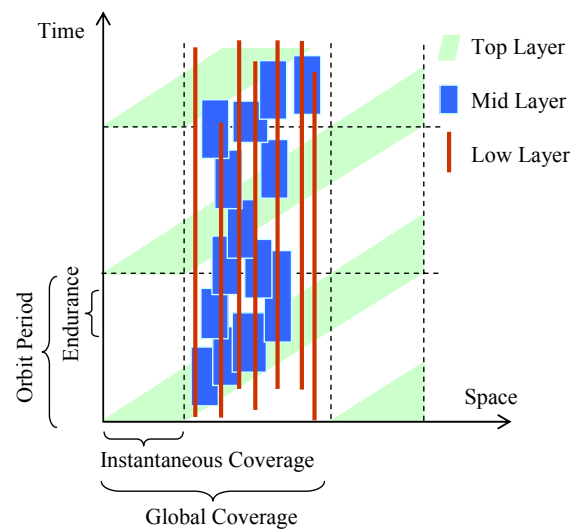 Time
Top Layer
Mid Layer
Low Layer
Orbit Period
Endurance
Space
Instantaneous Coverage
Global Coverage